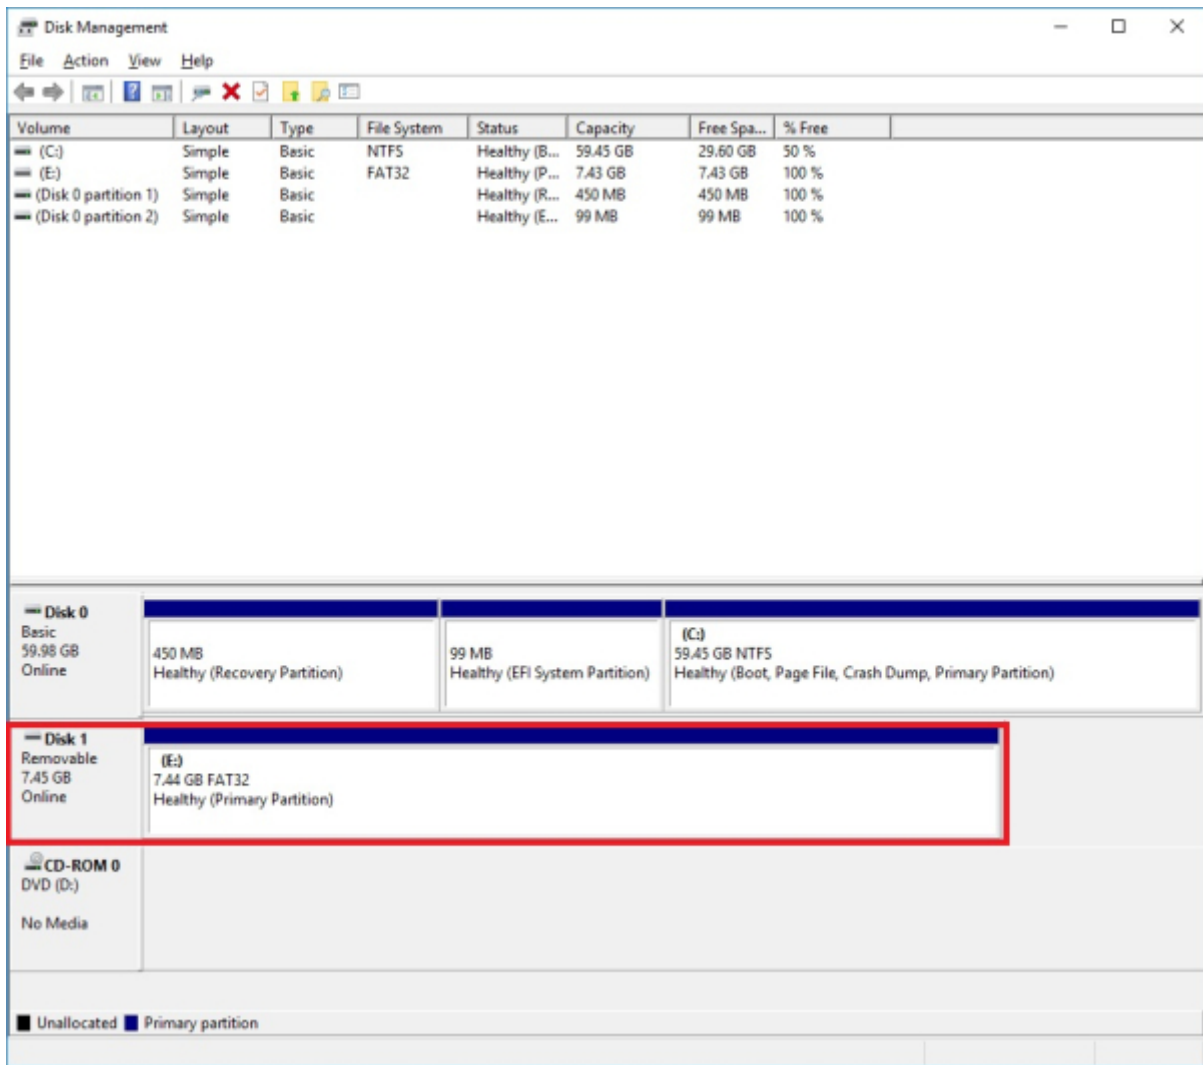 Disk Management
File Action View Help
Volume Layout Type File System Status Capacity Free Spa... % Free
(C:) Simple Basic NTFS Healthy (B... 59.45 GB 29.60 GB 50 %
(E:) Simple Basic FAT32 Healthy (P... 7.43 GB 7.43 GB 100 %
(Disk 0 partition 1) Simple Basic Healthy (R... 450 MB 450 MB 100 %
(Disk 0 partition 2) Simple Basic Healthy (E... 99 MB 99 MB 100 %
Disk 0
Basic
59.98 GB
Online
450 MB
Healthy (Recovery Partition)
99 MB
Healthy (EFI System Partition)
(C:)
59.45 GB NTFS
Healthy (Boot, Page File, Crash Dump, Primary Partition)
Disk 1
Removable
7.45 GB
Online
(E:)
7.44 GB FAT32
Healthy (Primary Partition)
CD-ROM 0
DVD (D:)
No Media
Unallocated Primary partition